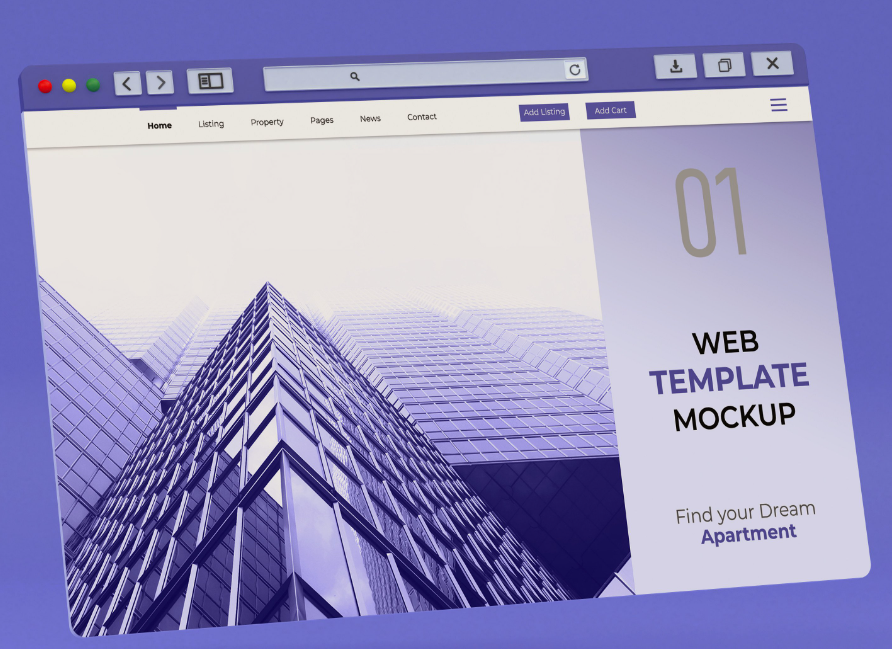 Home Listing Property Pages News Contact Add Listing Add Cart
01
WEB
TEMPLATE
MOCKUP
Find your Dream
Apartment